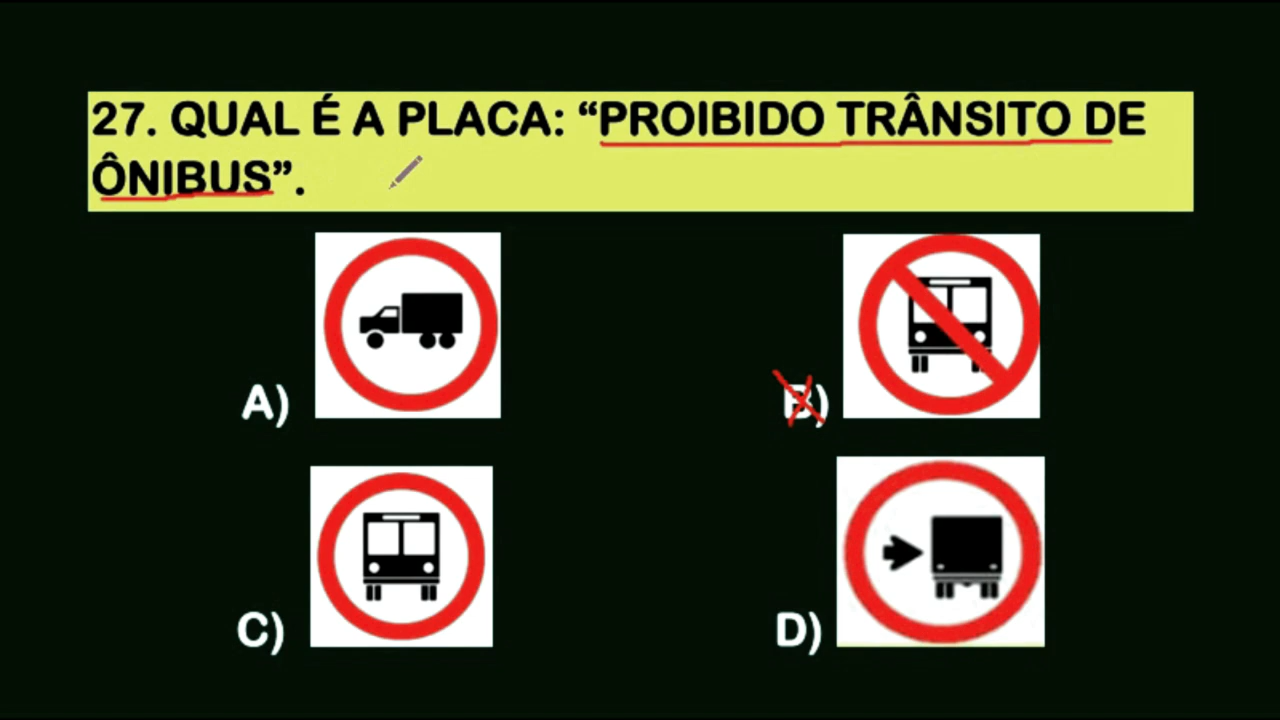 27. QUAL É A PLACA: “PROIBIDO TRÂNSITO DE
ÔNIBUS”.
A)
B)
C)
D)